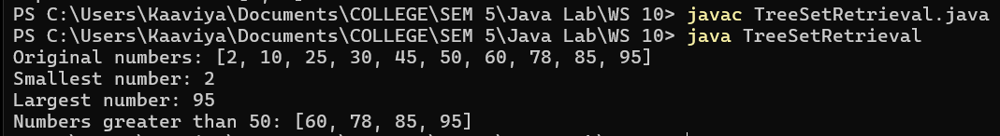 PS C:\Users\Kaaviya\Documents\COLLEGE\SEM 5\Java Lab\WS 10> javac TreeSetRetrieval.java
PS C:\Users\Kaaviya\Documents\COLLEGE\SEM 5\Java Lab\WS 10> java TreeSetRetrieval
Original numbers: [2, 10, 25, 30, 45, 50, 60, 78, 85, 95]
Smallest number: 2
Largest number: 95
Numbers greater than 50: [60, 78, 85, 95]